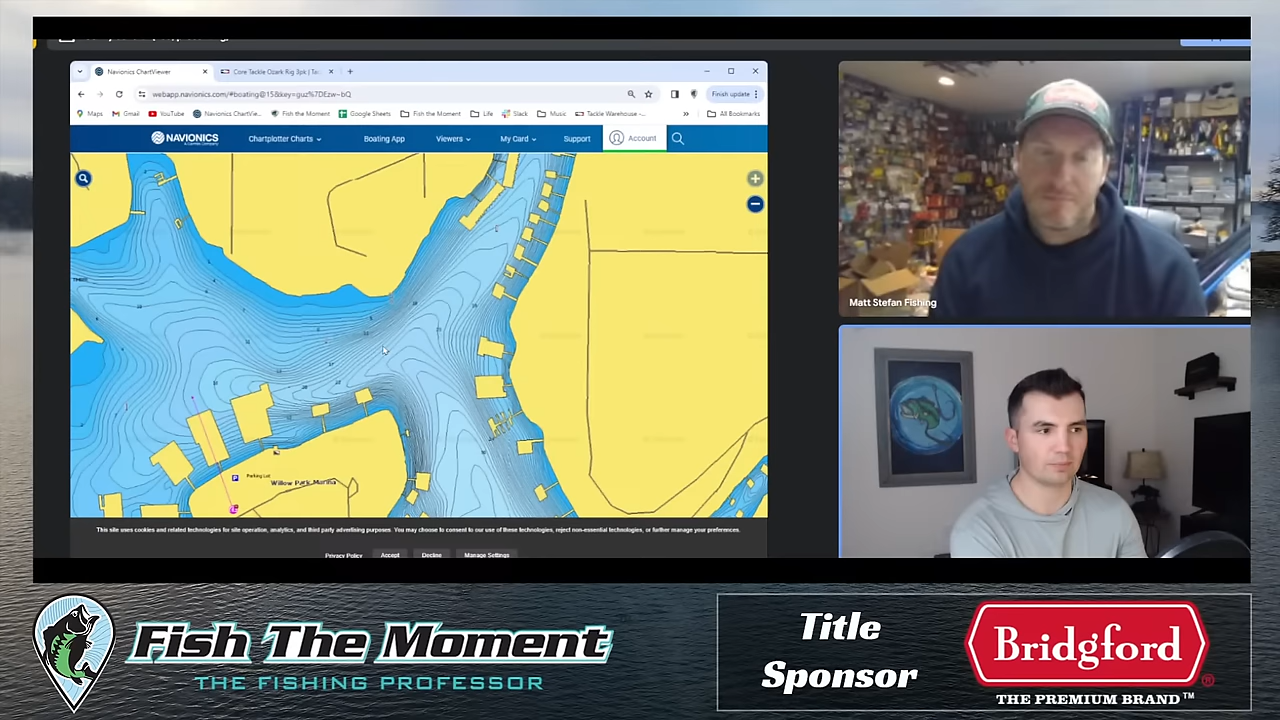 Navionics ChartViewer
Core Tackle Ozark Rig 3pk | Ta
webapp.navionics.com/#boating@15&key=guz%7DEzw~bQ
Finish update
Maps
Gmail
YouTube
Navionics ChartVie...
Fish the Moment
Google Sheets
Fish the Moment
Life
Slack
Music
Tackle Warehouse -...
All Bookmarks
NAVIONICS
Chartplotter Charts
Boating App
Viewers
My Card
Support
Account
Parking Lot
Willow Park Marina
This site uses cookies and related technologies for site operation, analytics, and third party advertising purposes. You may choose to consent to our use of these technologies, reject non-essential technologies, or further manage your preferences.
Privacy Policy
Accept
Decline
Manage Settings
Matt Stefan Fishing
Fish The Moment
THE FISHING PROFESSOR
Title
Sponsor
Bridgford
®
THE PREMIUM BRAND™